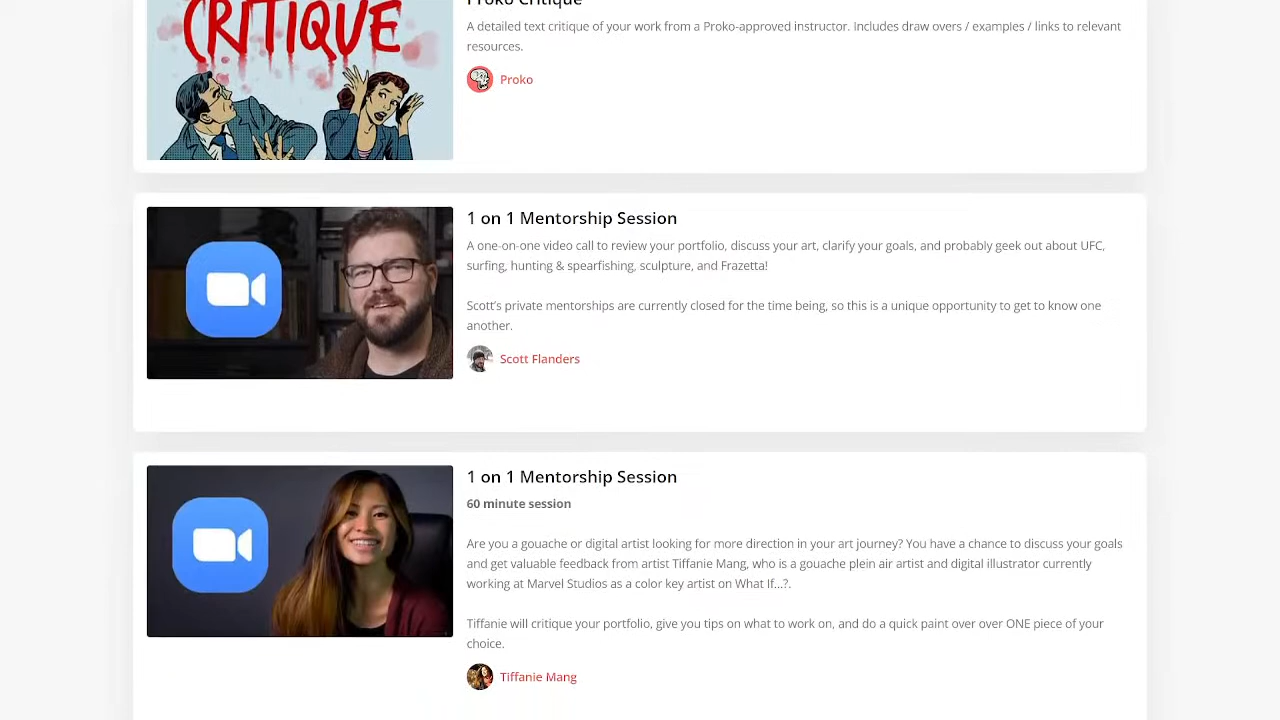 CRITIQUE
Proko Critique
A detailed text critique of your work from a Proko-approved instructor. Includes draw overs / examples / links to relevant
resources.
Proko
1 on 1 Mentorship Session
A one-on-one video call to review your portfolio, discuss your art, clarify your goals, and probably geek out about UFC,
surfing, hunting & spearfishing, sculpture, and Frazetta!
Scott's private mentorships are currently closed for the time being, so this is a unique opportunity to get to know one
another.
Scott Flanders
1 on 1 Mentorship Session
60 minute session
Are you a gouache or digital artist looking for more direction in your art journey? You have a chance to discuss your goals
and get valuable feedback from artist Tiffanie Mang, who is a gouache plein air artist and digital illustrator currently
working at Marvel Studios as a color key artist on What If...?.
Tiffanie will critique your portfolio, give you tips on what to work on, and do a quick paint over over ONE piece of your
choice.
Tiffanie Mang